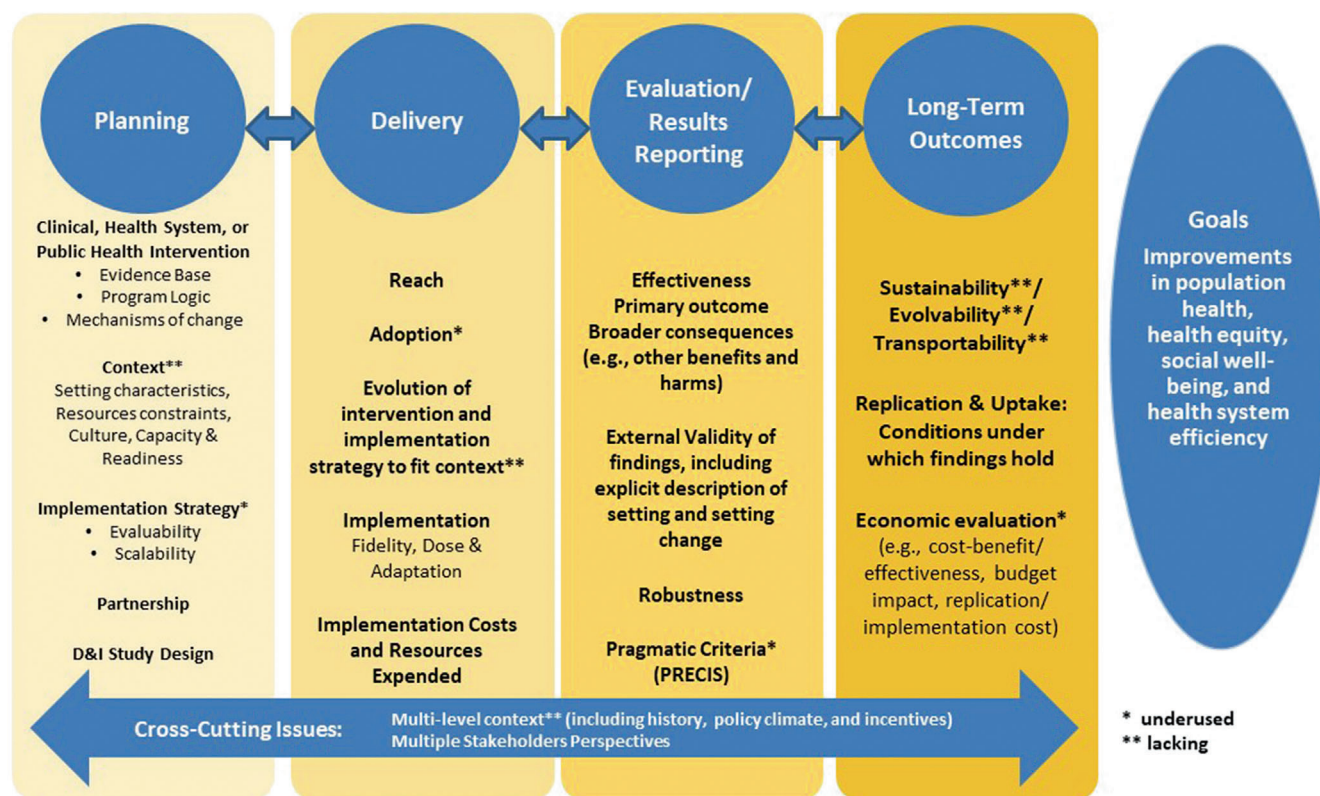 Planning
Clinical, Health System, or
Public Health Intervention
• Evidence Base
• Program Logic
• Mechanisms of change
Context**
Setting characteristics,
Resources constraints,
Culture, Capacity &
Readiness
Implementation Strategy*
• Evaluability
• Scalability
Partnership
D&I Study Design
Delivery
Reach
Adoption*
Evolution of
intervention and
implementation
strategy to fit context**
Implementation
Fidelity, Dose &
Adaptation
Implementation Costs
and Resources
Expended
Evaluation/
Results
Reporting
Effectiveness
Primary outcome
Broader consequences
(e.g., other benefits and
harms)
External Validity of
findings, including
explicit description of
setting and setting
change
Robustness
Pragmatic Criteria*
(PRECIS)
Long-Term
Outcomes
Sustainability**/
Evolvability**/
Transportability**
Replication & Uptake:
Conditions under
which findings hold
Economic evaluation*
(e.g., cost-benefit/
effectiveness, budget
impact, replication/
implementation cost)
Goals
Improvements
in population
health,
health equity,
social well-
being, and
health system
efficiency
Cross-Cutting Issues:
Multi-level context** (including history, policy climate, and incentives)
Multiple Stakeholders Perspectives
* underused
** lacking